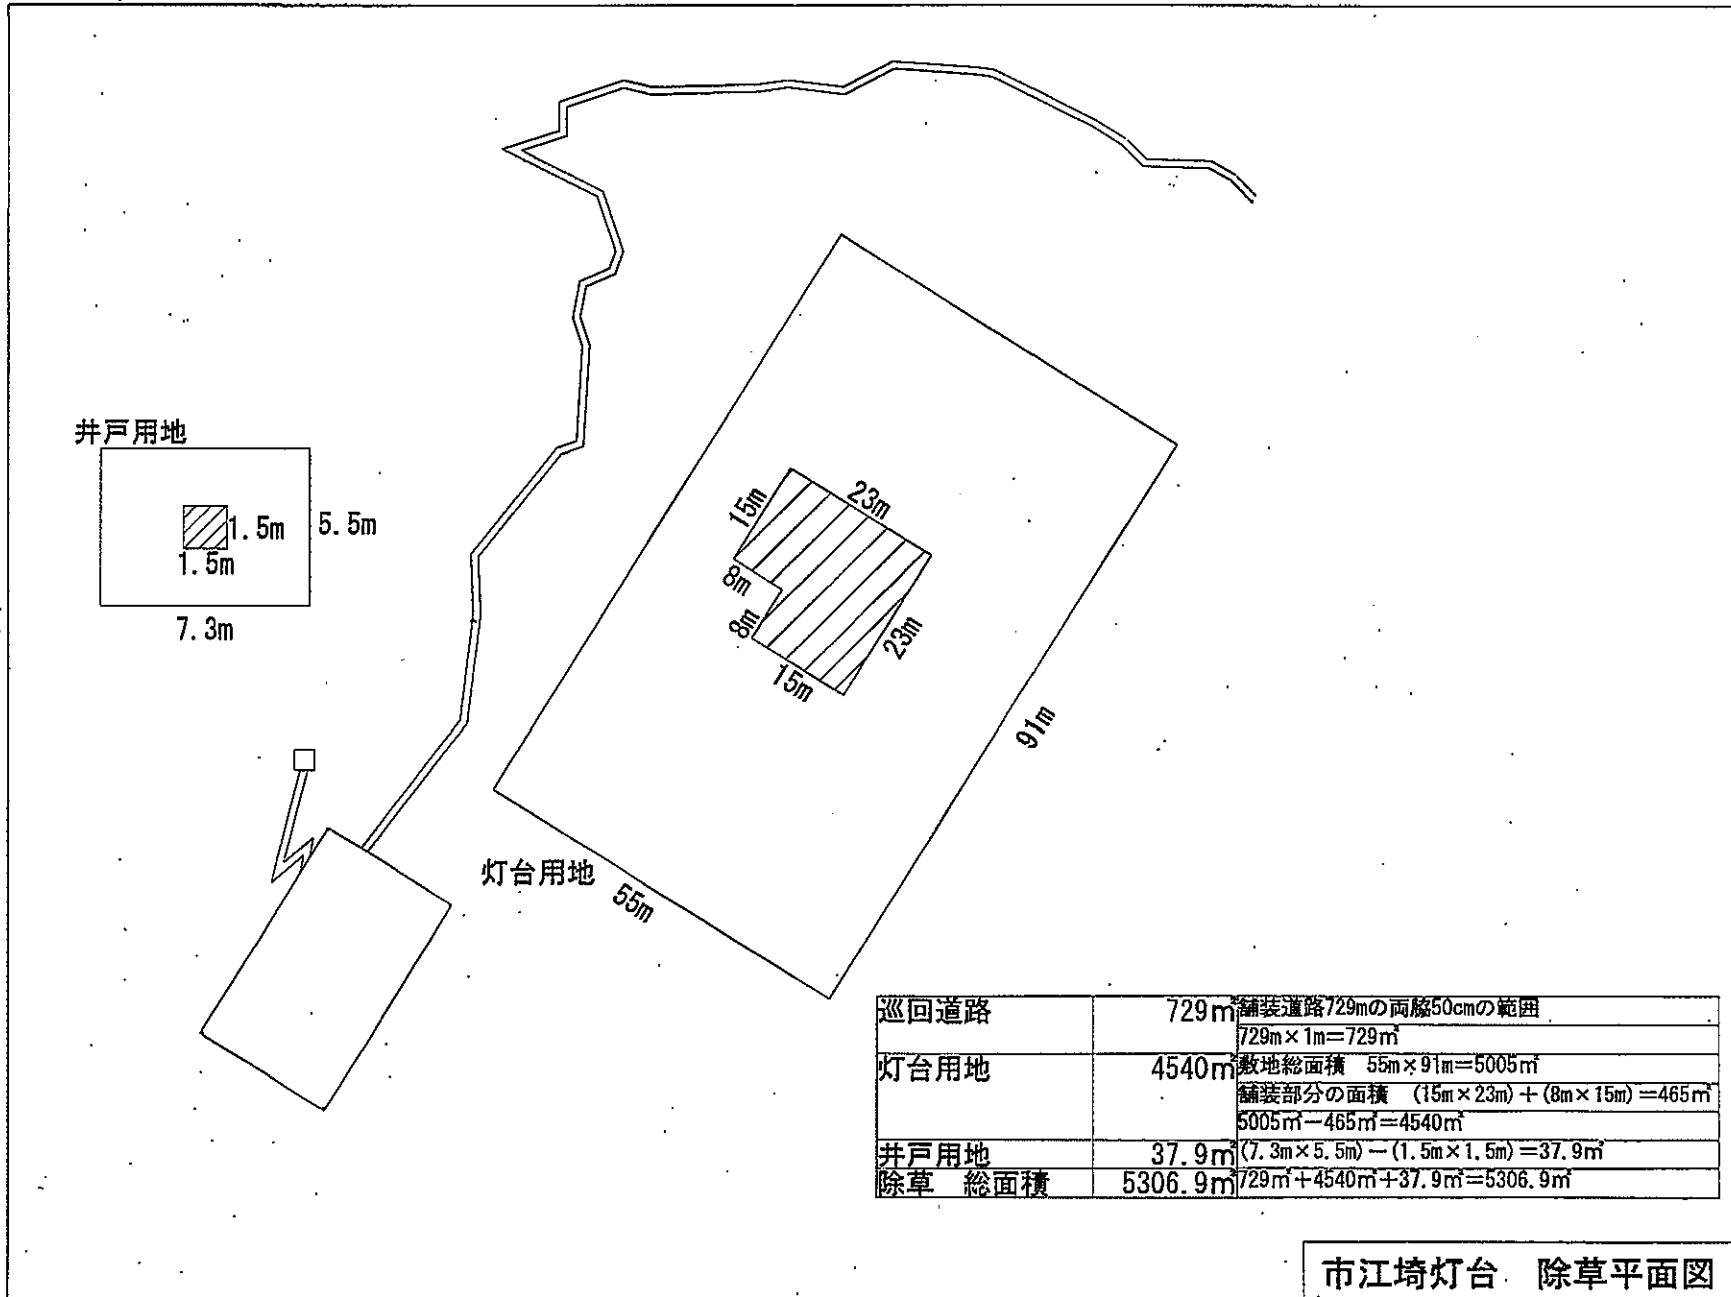 井戸用地
1.5m
5.5m
1.5m
7.3m
15m
23m
8m
8m
23m
15m
91m
灯台用地
55m
巡回道路 729㎡ 舗装道路729mの両脇50cmの範囲
729m×1m=729㎡
灯台用地 4540㎡ 敷地総面積 55m×91m=5005㎡
舗装部分の面積 (15m×23m)+(8m×15m)=465㎡
5005㎡-465㎡=4540㎡
井戸用地 37.9㎡ (7.3m×5.5m)-(1.5m×1.5m)=37.9㎡
除草 総面積 5306.9㎡ 729㎡+4540㎡+37.9㎡=5306.9㎡
市江埼灯台 除草平面図